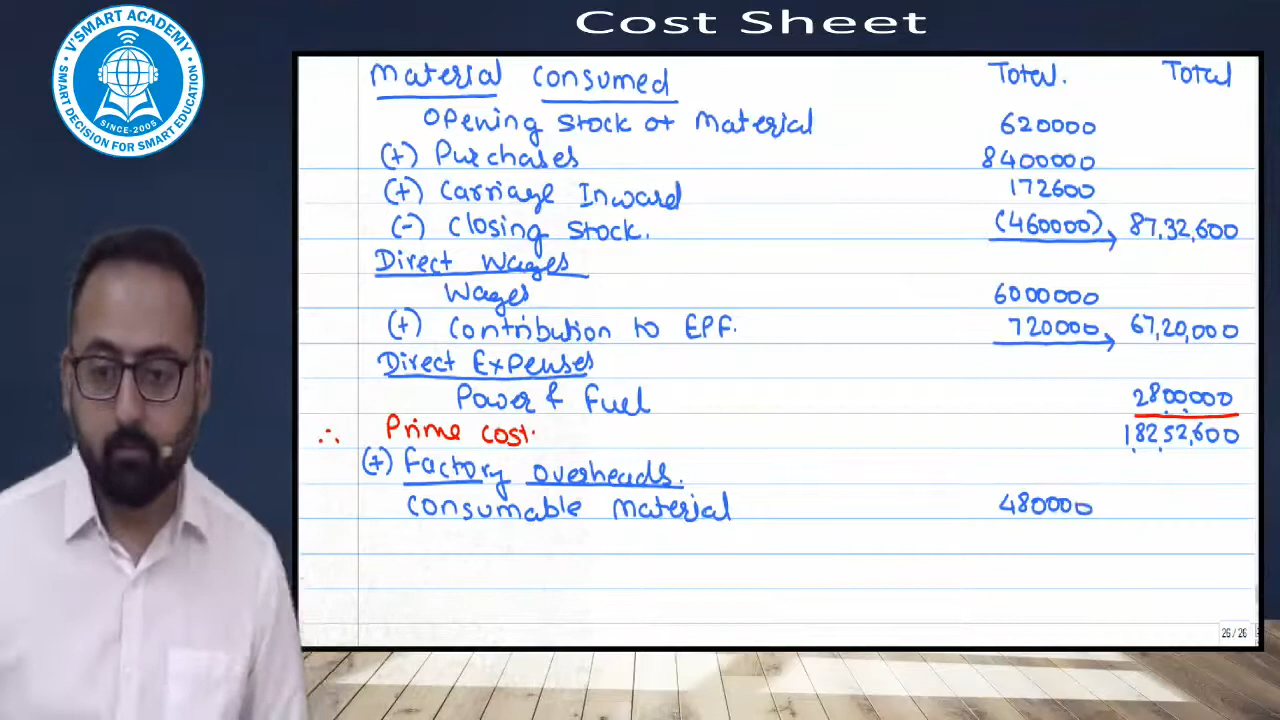 Cost Sheet
V'SMART ACADEMY
SMART DECISION FOR SMART EDUCATION
SINCE-2005
Material Consumed Total. Total
Opening Stock of Material 620000
(+) Purchases 8400000
(+) Carriage Inward 172600
(-) Closing Stock. (460000) 87,32,600
Direct Wages
Wages 6000000
(+) Contribution to EPF. 720000 67,20,000
Direct Expenses
Power & Fuel 2800000
∴ Prime cost. 18252,600
(+) Factory overheads.
Consumable Material 480000
26 / 26